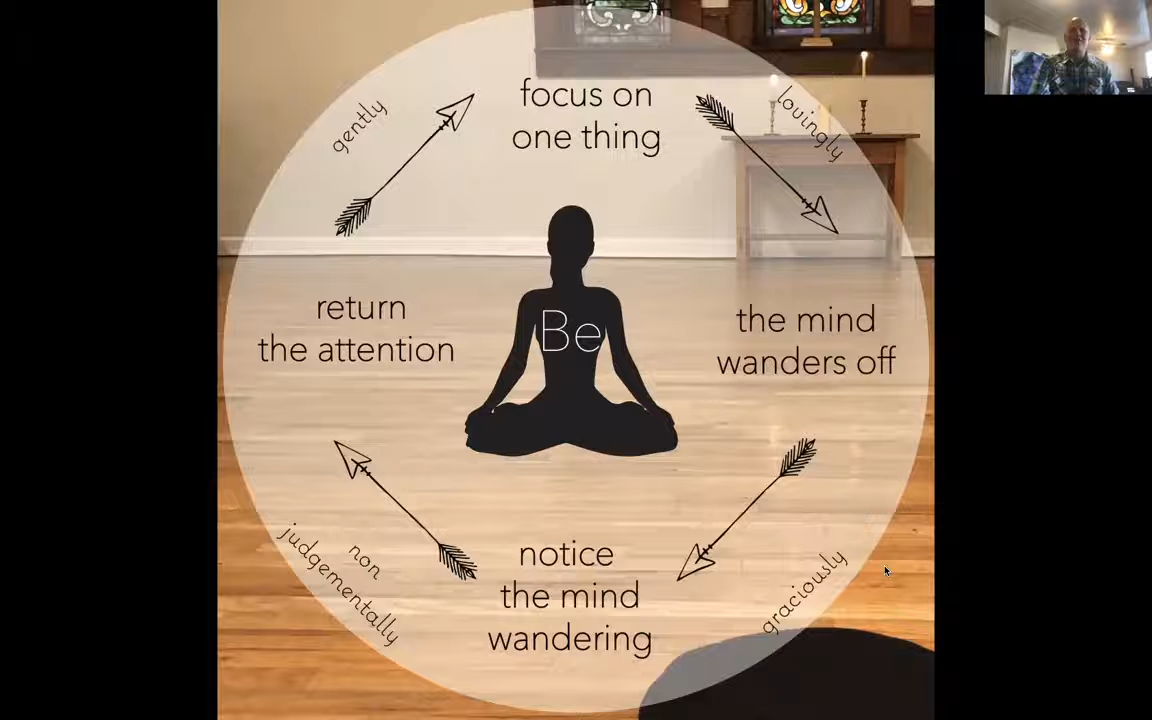 focus on
one thing
gently
lovingly
return
the attention
Be
the mind
wanders off
notice
the mind
wandering
non
judgementally
graciously